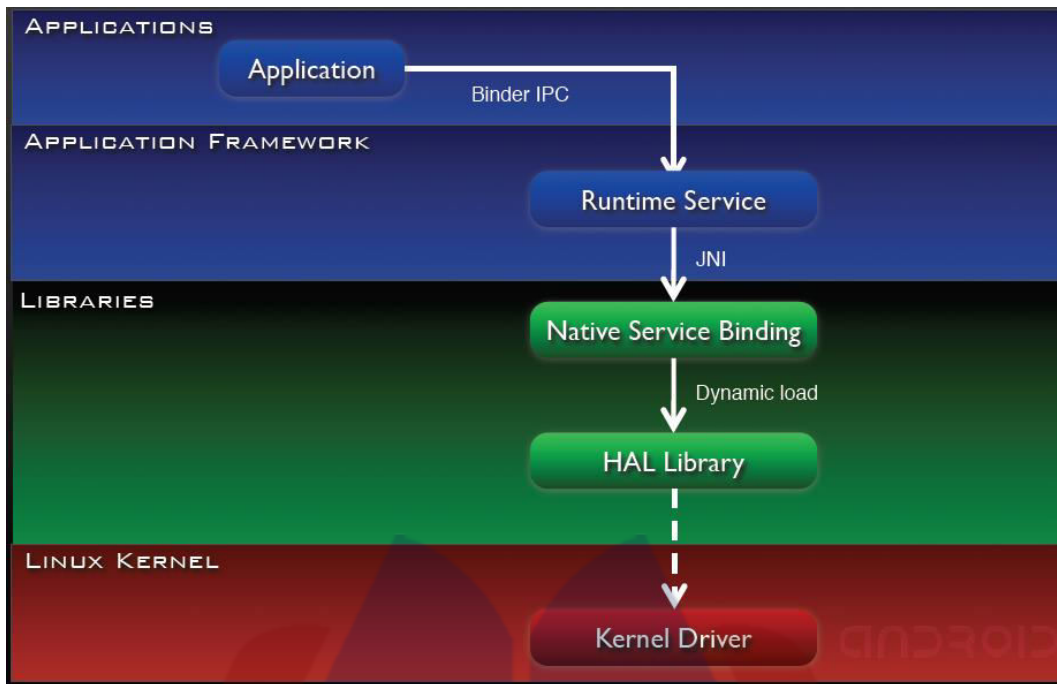 APPLICATIONS
Application
Binder IPC
APPLICATION FRAMEWORK
Runtime Service
JNI
LIBRARIES
Native Service Binding
Dynamic load
HAL Library
LINUX KERNEL
Kernel Driver
ANDROID